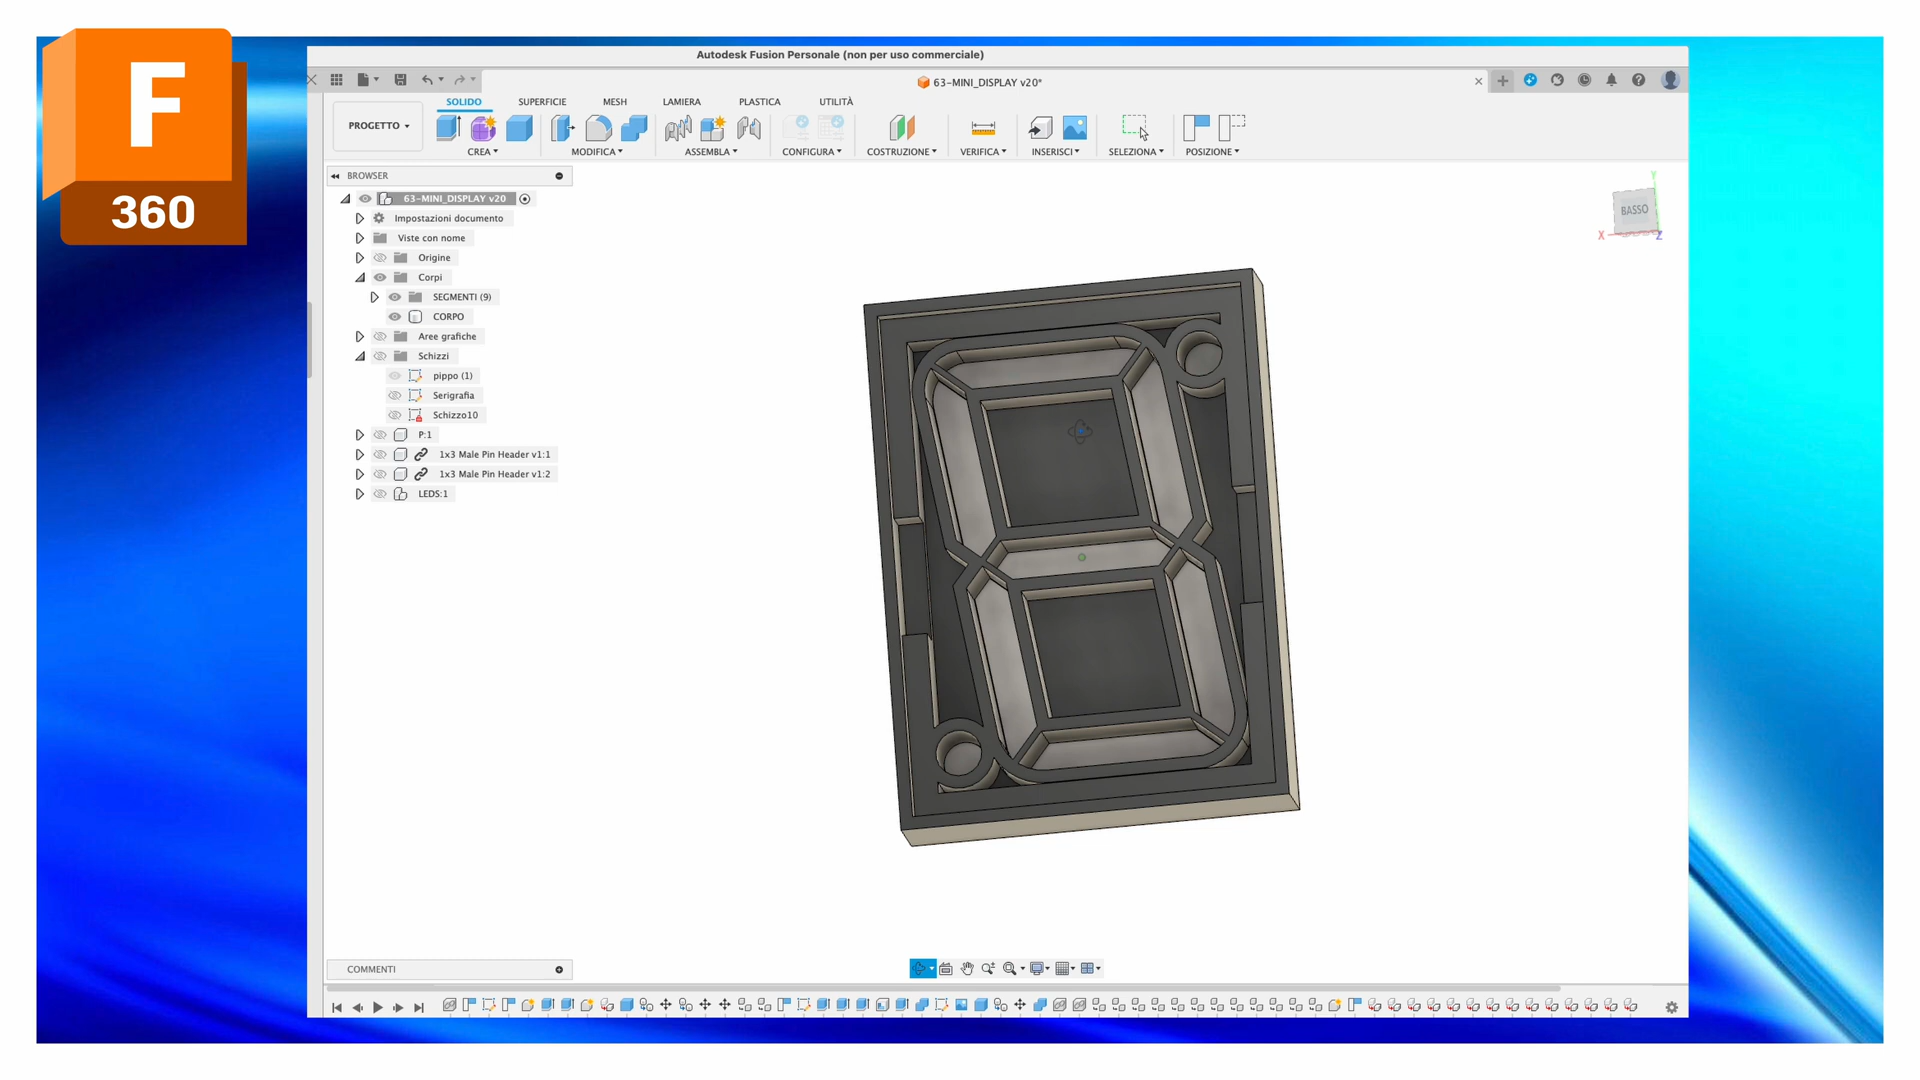 F
360
Autodesk Fusion Personale (non per uso commerciale)
63-MINI_DISPLAY v20*
PROGETTO
SOLIDO SUPERFICIE MESH LAMIERA PLASTICA UTILITÀ
CREA MODIFICA ASSEMBLA CONFIGURA COSTRUZIONE VERIFICA INSERISCI SELEZIONA POSIZIONE
BROWSER
63-MINI_DISPLAY v20
Impostazioni documento
Viste con nome
Origine
Corpi
SEGMENTI (9)
CORPO
Aree grafiche
Schizzi
pippo (1)
Serigrafia
Schizzo10
P:1
1x3 Male Pin Header v1:1
1x3 Male Pin Header v1:2
LEDS:1
Y
BASSO
X
Z
COMMENTI